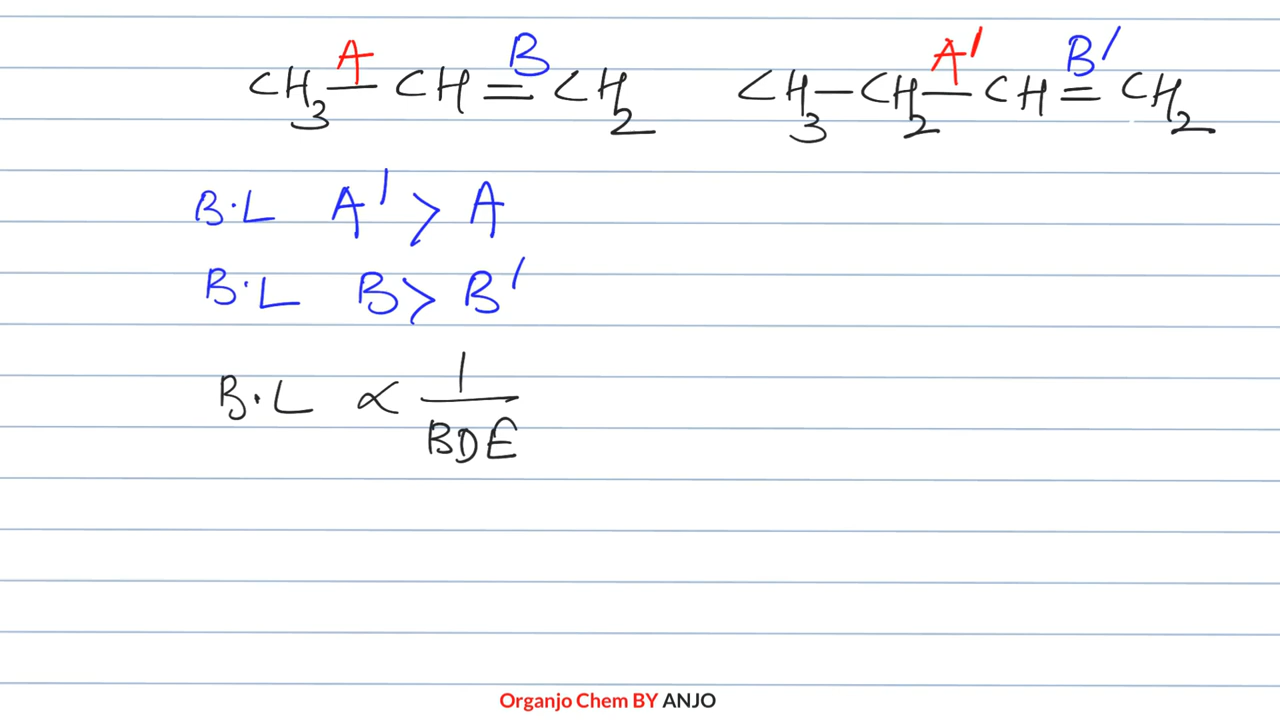 CH₃—CH=CH₂ CH₃—CH₂—CH=CH₂
A B A' B'
B.L A' > A
B.L B > B'
B.L ∝ 1/BDE
Organjo Chem BY ANJO